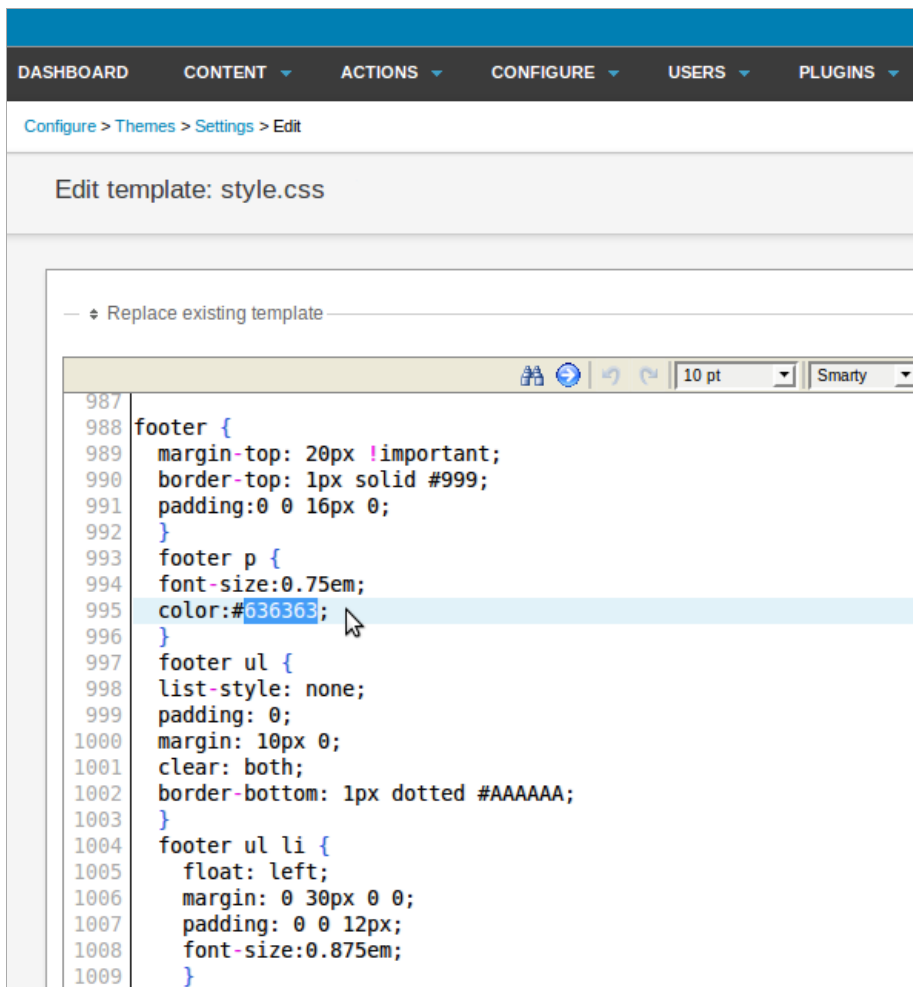 DASHBOARD CONTENT ACTIONS CONFIGURE USERS PLUGINS
Configure > Themes > Settings > Edit
Edit template: style.css
Replace existing template
10 pt Smarty
987
988 footer {
989 margin-top: 20px !important;
990 border-top: 1px solid #999;
991 padding:0 0 16px 0;
992 }
993 footer p {
994 font-size:0.75em;
995 color:#636363;
996 }
997 footer ul {
998 list-style: none;
999 padding: 0;
1000 margin: 10px 0;
1001 clear: both;
1002 border-bottom: 1px dotted #AAAAAA;
1003 }
1004 footer ul li {
1005 float: left;
1006 margin: 0 30px 0 0;
1007 padding: 0 0 12px;
1008 font-size:0.875em;
1009 }